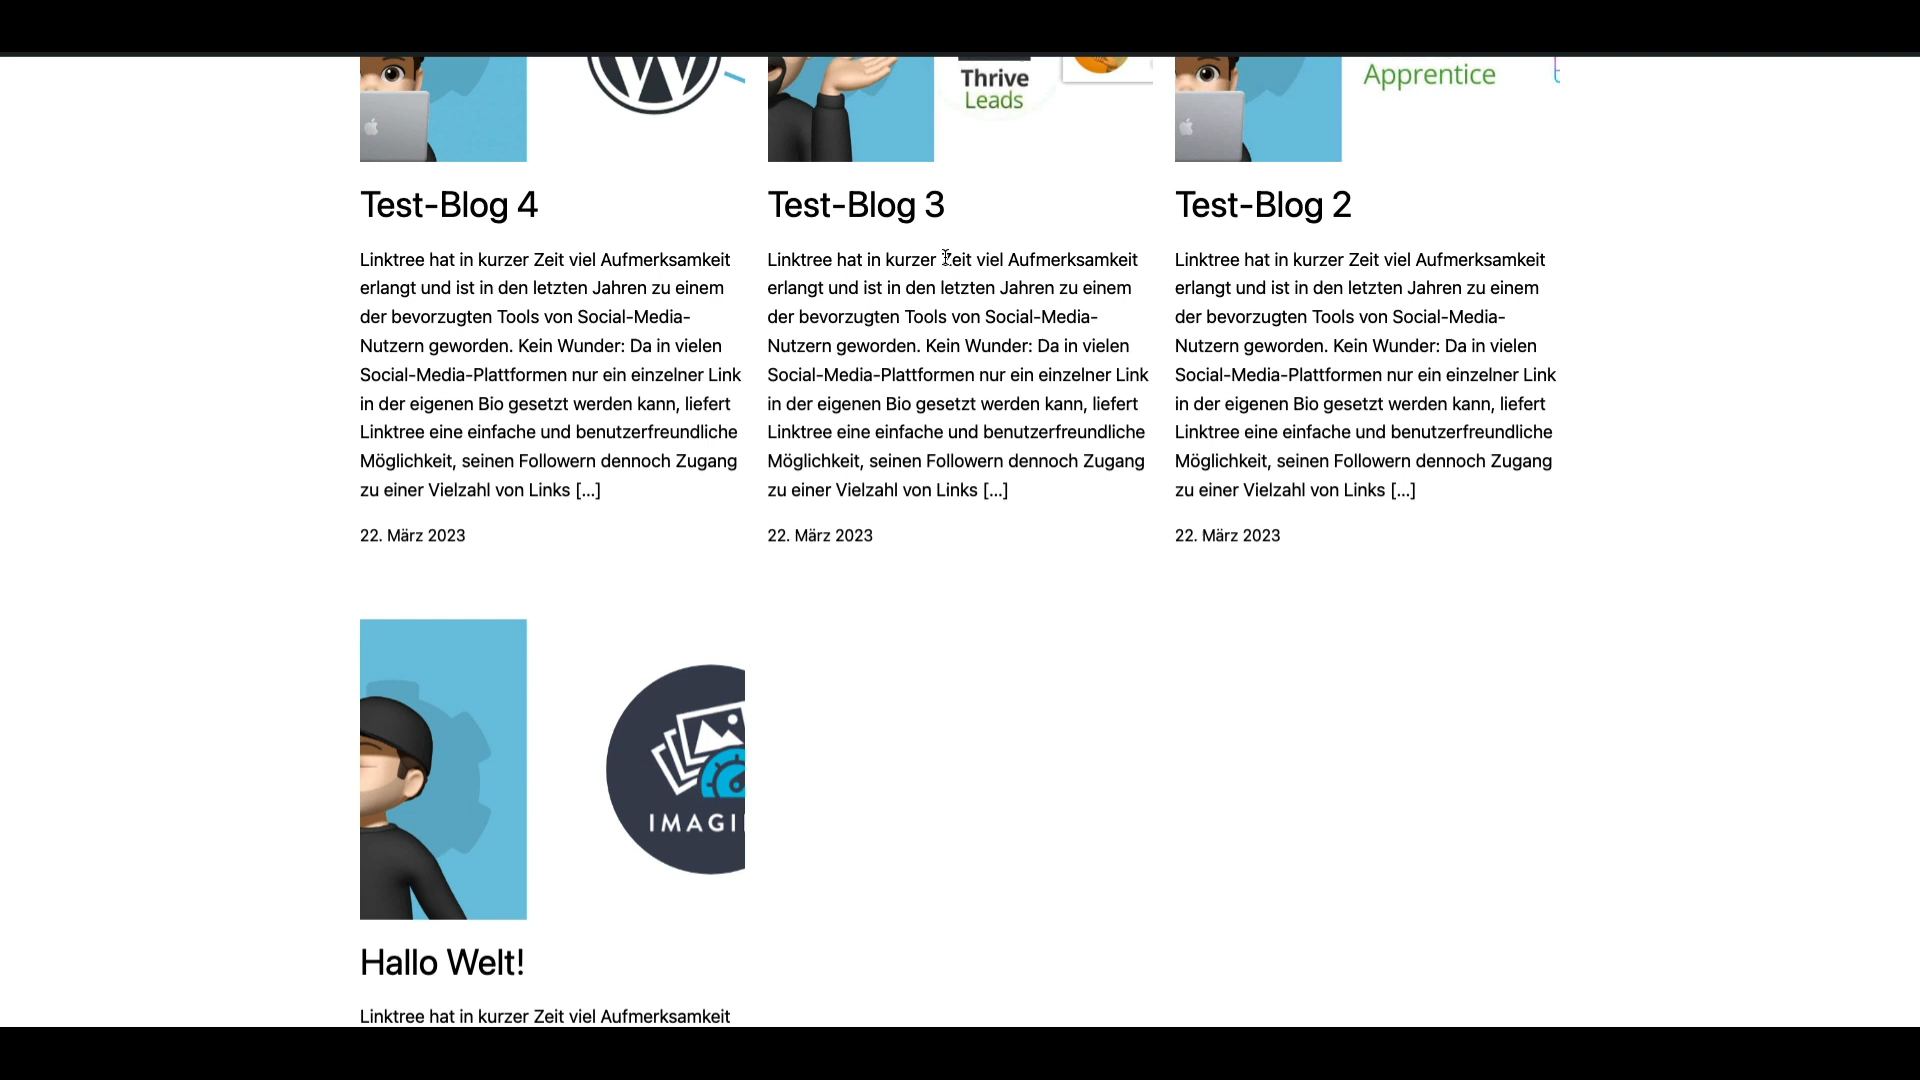 Thrive
Leads
Apprentice
Test-Blog 4
Linktree hat in kurzer Zeit viel Aufmerksamkeit
erlangt und ist in den letzten Jahren zu einem
der bevorzugten Tools von Social-Media-
Nutzern geworden. Kein Wunder: Da in vielen
Social-Media-Plattformen nur ein einzelner Link
in der eigenen Bio gesetzt werden kann, liefert
Linktree eine einfache und benutzerfreundliche
Möglichkeit, seinen Followern dennoch Zugang
zu einer Vielzahl von Links [...]
22. März 2023
Test-Blog 3
Linktree hat in kurzer Zeit viel Aufmerksamkeit
erlangt und ist in den letzten Jahren zu einem
der bevorzugten Tools von Social-Media-
Nutzern geworden. Kein Wunder: Da in vielen
Social-Media-Plattformen nur ein einzelner Link
in der eigenen Bio gesetzt werden kann, liefert
Linktree eine einfache und benutzerfreundliche
Möglichkeit, seinen Followern dennoch Zugang
zu einer Vielzahl von Links [...]
22. März 2023
Test-Blog 2
Linktree hat in kurzer Zeit viel Aufmerksamkeit
erlangt und ist in den letzten Jahren zu einem
der bevorzugten Tools von Social-Media-
Nutzern geworden. Kein Wunder: Da in vielen
Social-Media-Plattformen nur ein einzelner Link
in der eigenen Bio gesetzt werden kann, liefert
Linktree eine einfache und benutzerfreundliche
Möglichkeit, seinen Followern dennoch Zugang
zu einer Vielzahl von Links [...]
22. März 2023
IMAGI
Hallo Welt!
Linktree hat in kurzer Zeit viel Aufmerksamkeit